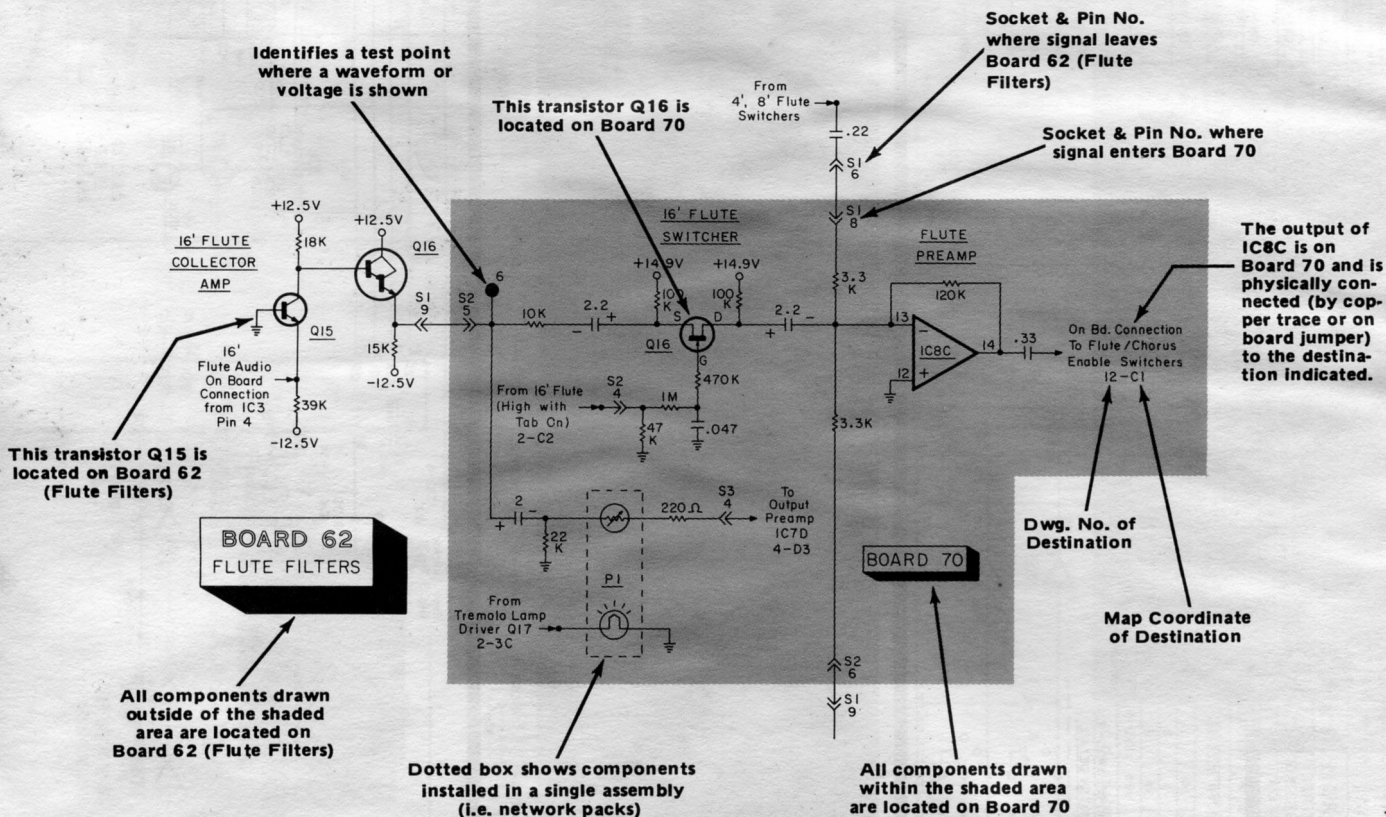 Identifies a test point
where a waveform or
voltage is shown
This transistor Q16 is
located on Board 70
Socket & Pin No.
where signal leaves
Board 62 (Flute
Filters)
From
4', 8' Flute
Switchers
.22
S1
6
Socket & Pin No. where
signal enters Board 70
S1
8
+12.5V
18K
16' FLUTE
COLLECTOR
AMP
Q15
+12.5V
Q16
S1
9
S2
5
15K
-12.5V
16'
Flute Audio
On Board
Connection
from IC3
Pin 4
39K
-12.5V
This transistor Q15 is
located on Board 62
(Flute Filters)
6
10K
2.2
- +
16' FLUTE
SWITCHER
+14.9V
100
K
+14.9V
100
K
S
D
Q16
G
2.2
+ -
470K
From 16' Flute
(High with
Tab On)
2-C2
S2
4
1M
47
K
.047
3.3
K
FLUTE
PREAMP
120K
13
-
IC8C
14
12
+
.33
On Bd. Connection
To Flute/Chorus
Enable Switchers
12-C1
The output of
IC8C is on
Board 70 and is
physically con-
nected (by cop-
per trace or on
board jumper)
to the destina-
tion indicated.
3.3K
2
+ -
22
K
220Ω
S3
4
To
Output
Preamp
IC7D
4-D3
P1
From
Tremolo Lamp
Driver Q17
2-3C
BOARD 62
FLUTE FILTERS
BOARD 70
Dwg. No. of
Destination
Map Coordinate
of Destination
S2
6
S1
9
All components drawn
outside of the shaded
area are located on
Board 62 (Flute Filters)
Dotted box shows components
installed in a single assembly
(i.e. network packs)
All components drawn
within the shaded area
are located on Board 70